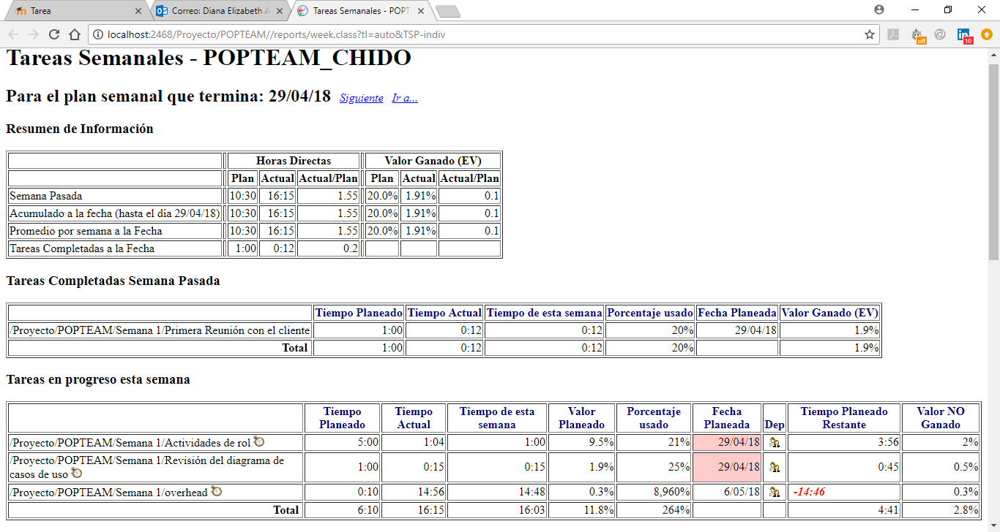 Tarea
Correo: Diana Elizabeth A
Tareas Semanales - POPT
localhost:2468/Proyecto/POPTEAM//reports/week.class?tl=auto&TSP-indiv
off
10
Tareas Semanales - POPTEAM_CHIDO
Para el plan semanal que termina: 29/04/18 Siguiente Ir a...
Resumen de Información
Horas Directas Valor Ganado (EV)
Plan Actual Actual/Plan Plan Actual Actual/Plan
Semana Pasada 10:30 16:15 1.55 20.0% 1.91% 0.1
Acumulado a la fecha (hasta el día 29/04/18) 10:30 16:15 1.55 20.0% 1.91% 0.1
Promedio por semana a la Fecha 10:30 16:15 1.55 20.0% 1.91% 0.1
Tareas Completadas a la Fecha 1:00 0:12 0.2
Tareas Completadas Semana Pasada
Tiempo Planeado Tiempo Actual Tiempo de esta semana Porcentaje usado Fecha Planeada Valor Ganado (EV)
/Proyecto/POPTEAM/Semana 1/Primera Reunión con el cliente 1:00 0:12 0:12 20% 29/04/18 1.9%
Total 1:00 0:12 0:12 20% 1.9%
Tareas en progreso esta semana
Tiempo Tiempo Tiempo de esta Valor Porcentaje Fecha Tiempo Planeado Valor NO
Planeado Actual semana Planeado usado Planeada Dep Restante Ganado
/Proyecto/POPTEAM/Semana 1/Actividades de rol 5:00 1:04 1:00 9.5% 21% 29/04/18 3:56 2%
/Proyecto/POPTEAM/Semana 1/Revisión del diagrama de
casos de uso 1:00 0:15 0:15 1.9% 25% 29/04/18 0:45 0.5%
/Proyecto/POPTEAM/Semana 1/overhead 0:10 14:56 14:48 0.3% 8,960% 6/05/18 -14:46 0.3%
Total 6:10 16:15 16:03 11.8% 264% 4:41 2.8%